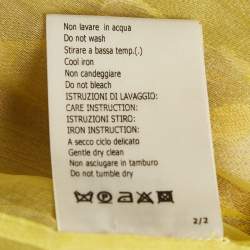 Non lavare in acqua
Do not wash
Stirare a bassa temp.(.)
Cool iron
Non candeggiare
Do not bleach
ISTRUZIONI DI LAVAGGIO:
CARE INSTRUCTION:
ISTRUZIONI STIRO:
IRON INSTRUCTION:
A secco ciclo delicato
Gentle dry clean
Non asciugare in tamburo
Do not tumble dry
2/2